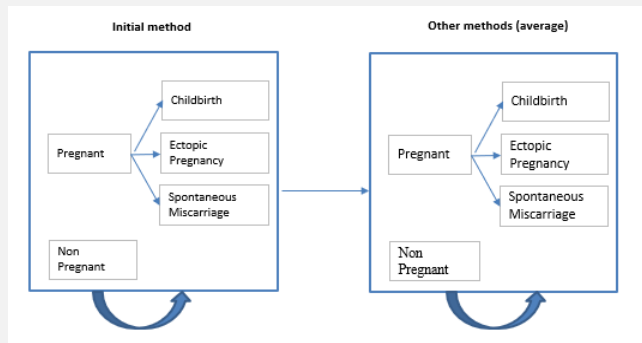 Initial method
Other methods (average)
Childbirth
Pregnant
Ectopic
Pregnancy
Spontaneous
Miscarriage
Non
Pregnant
Childbirth
Pregnant
Ectopic
Pregnancy
Spontaneous
Miscarriage
Non
Pregnant